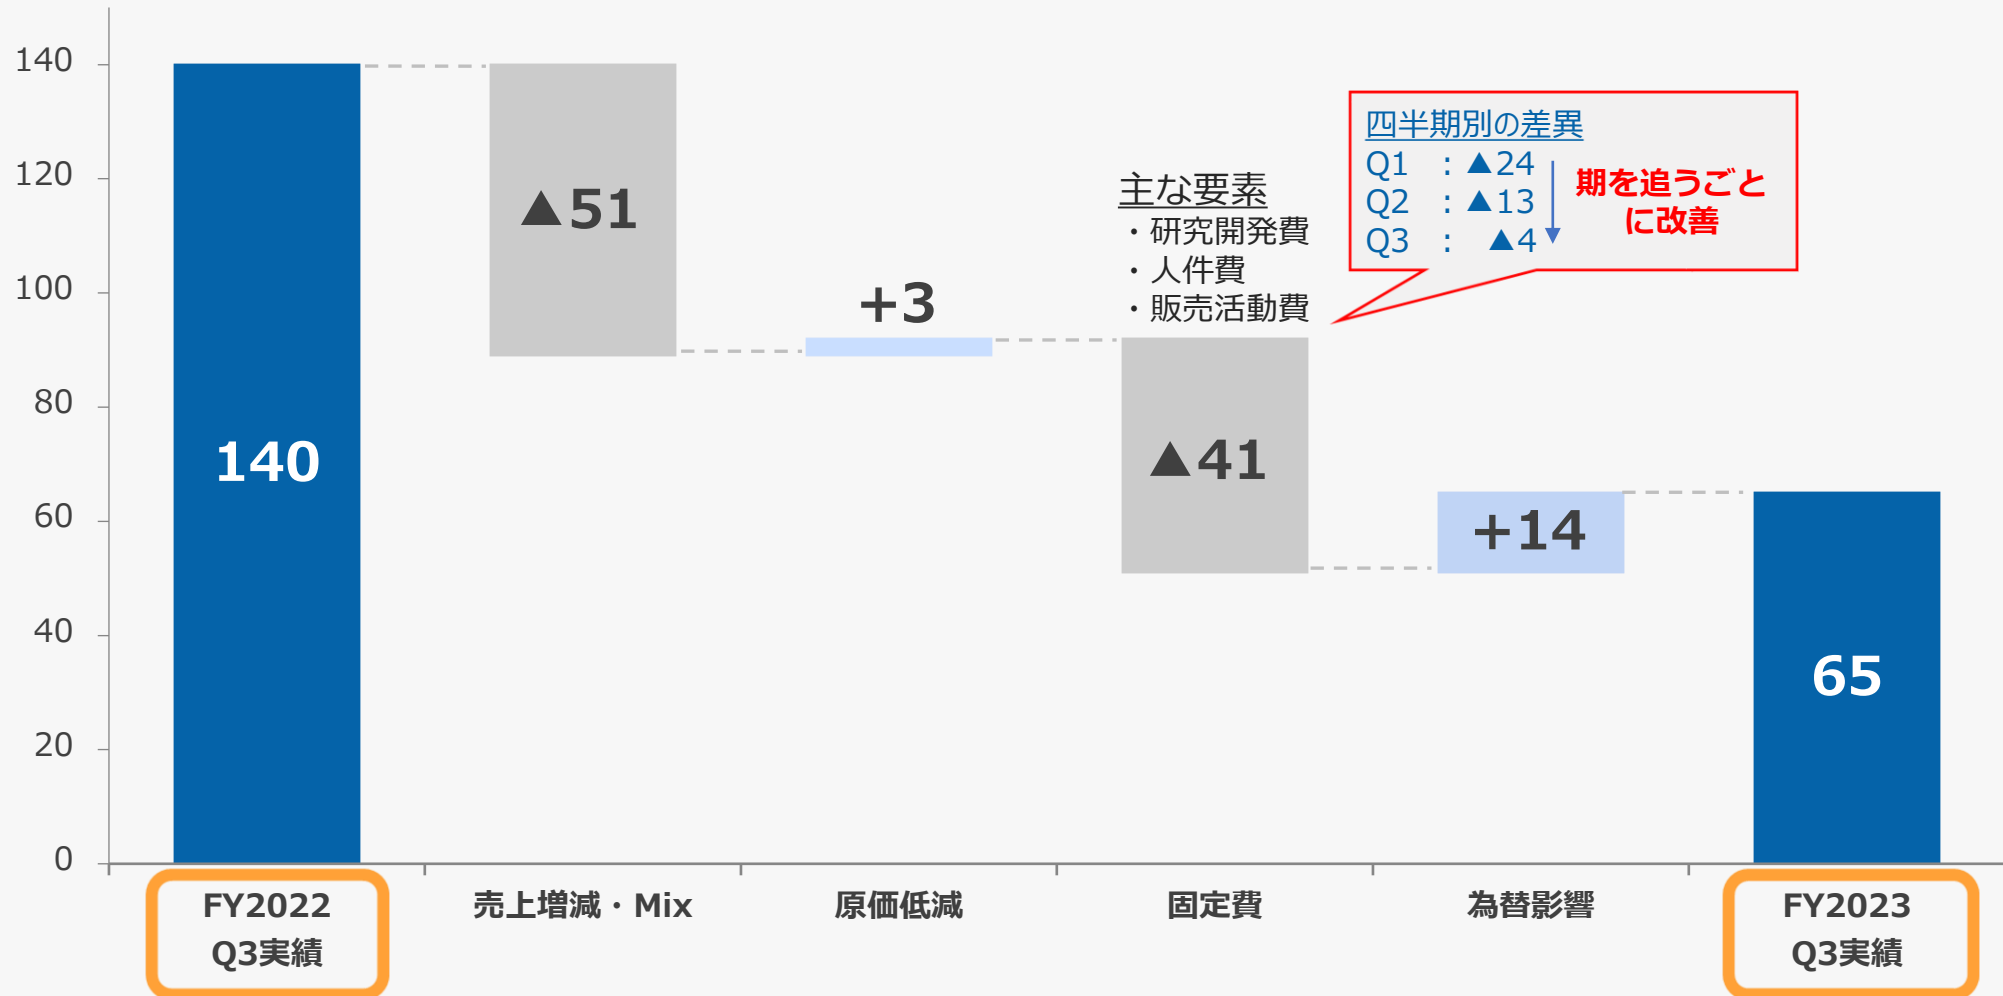 140
120
100
80
60
40
20
0
140
▲51
+3
主な要素
・研究開発費
・人件費
・販売活動費
▲41
四半期別の差異
Q1 : ▲24
Q2 : ▲13
Q3 : ▲4
期を追うごと
に改善
+14
65
FY2022
Q3実績
売上増減・Mix
原価低減
固定費
為替影響
FY2023
Q3実績